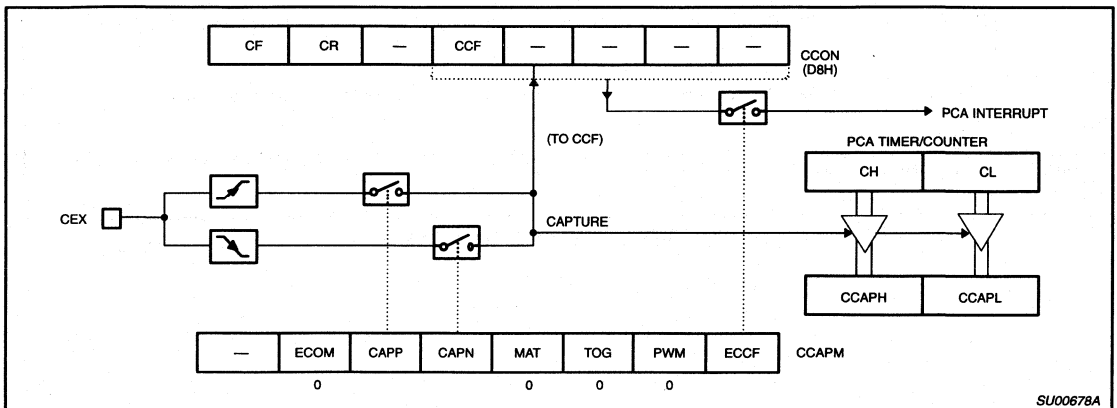 CF CR — CCF — — — —
CCON
(D8H)
PCA INTERRUPT
(TO CCF)
PCA TIMER/COUNTER
CH CL
CEX
CAPTURE
CCAPH CCAPL
— ECOM CAPP CAPN MAT TOG PWM ECCF CCAPM
0 0 0 0
SU00678A